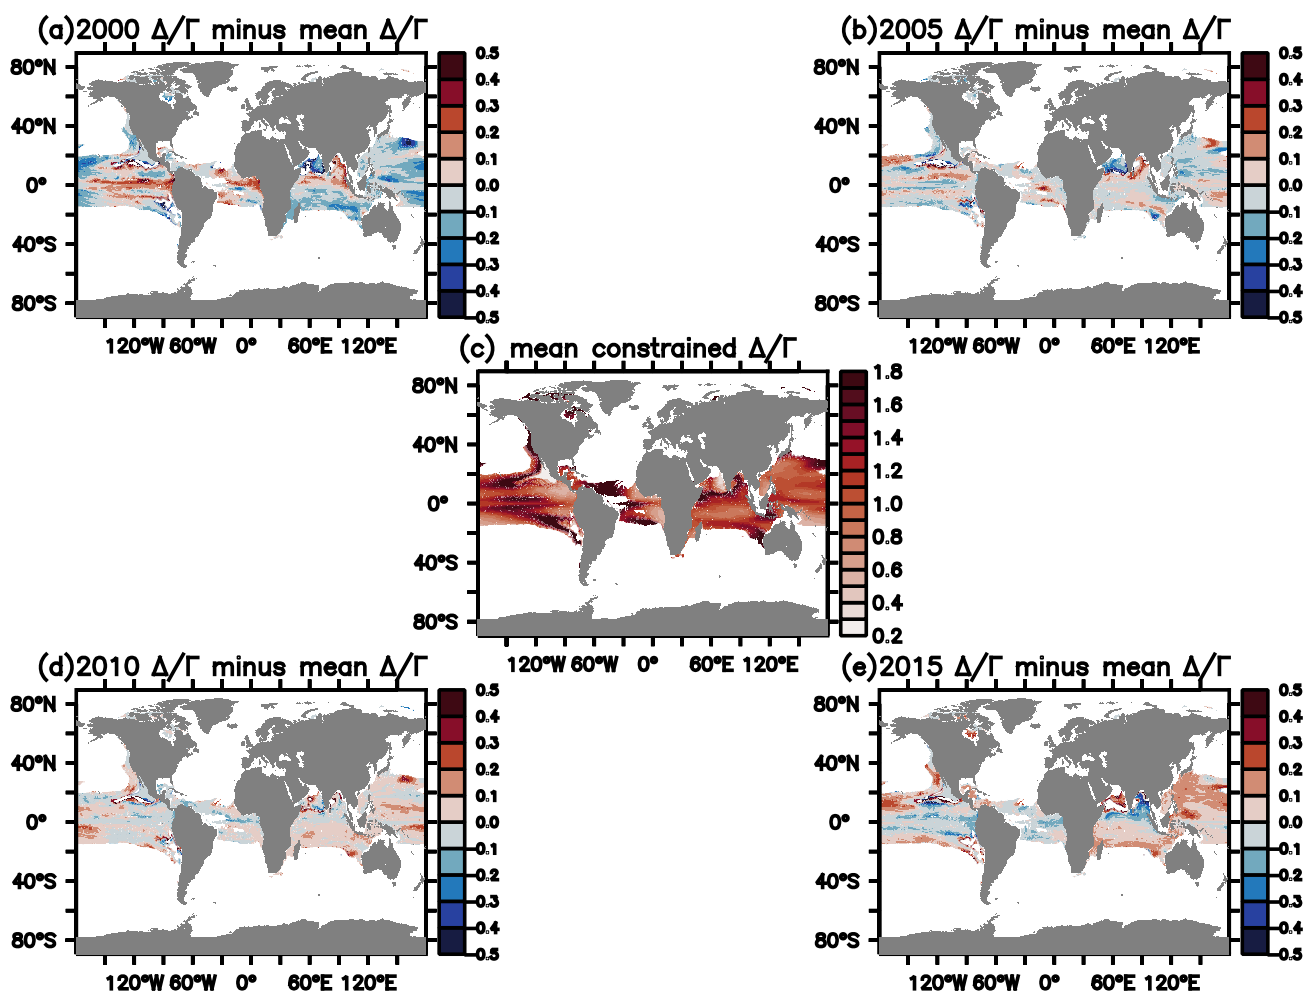 (a)2000 Δ/Γ minus mean Δ/Γ
80°N
40°N
0°
40°S
80°S
120°W 60°W 0° 60°E 120°E
0.5
0.4
0.3
0.2
0.1
0.0
-0.1
-0.2
-0.3
-0.4
-0.5
(b)2005 Δ/Γ minus mean Δ/Γ
80°N
40°N
0°
40°S
80°S
120°W 60°W 0° 60°E 120°E
0.5
0.4
0.3
0.2
0.1
0.0
-0.1
-0.2
-0.3
-0.4
-0.5
(c) mean constrained Δ/Γ
80°N
40°N
0°
40°S
80°S
120°W 60°W 0° 60°E 120°E
1.8
1.6
1.4
1.2
1.0
0.8
0.6
0.4
0.2
(d)2010 Δ/Γ minus mean Δ/Γ
80°N
40°N
0°
40°S
80°S
120°W 60°W 0° 60°E 120°E
0.5
0.4
0.3
0.2
0.1
0.0
-0.1
-0.2
-0.3
-0.4
-0.5
(e)2015 Δ/Γ minus mean Δ/Γ
80°N
40°N
0°
40°S
80°S
120°W 60°W 0° 60°E 120°E
0.5
0.4
0.3
0.2
0.1
0.0
-0.1
-0.2
-0.3
-0.4
-0.5